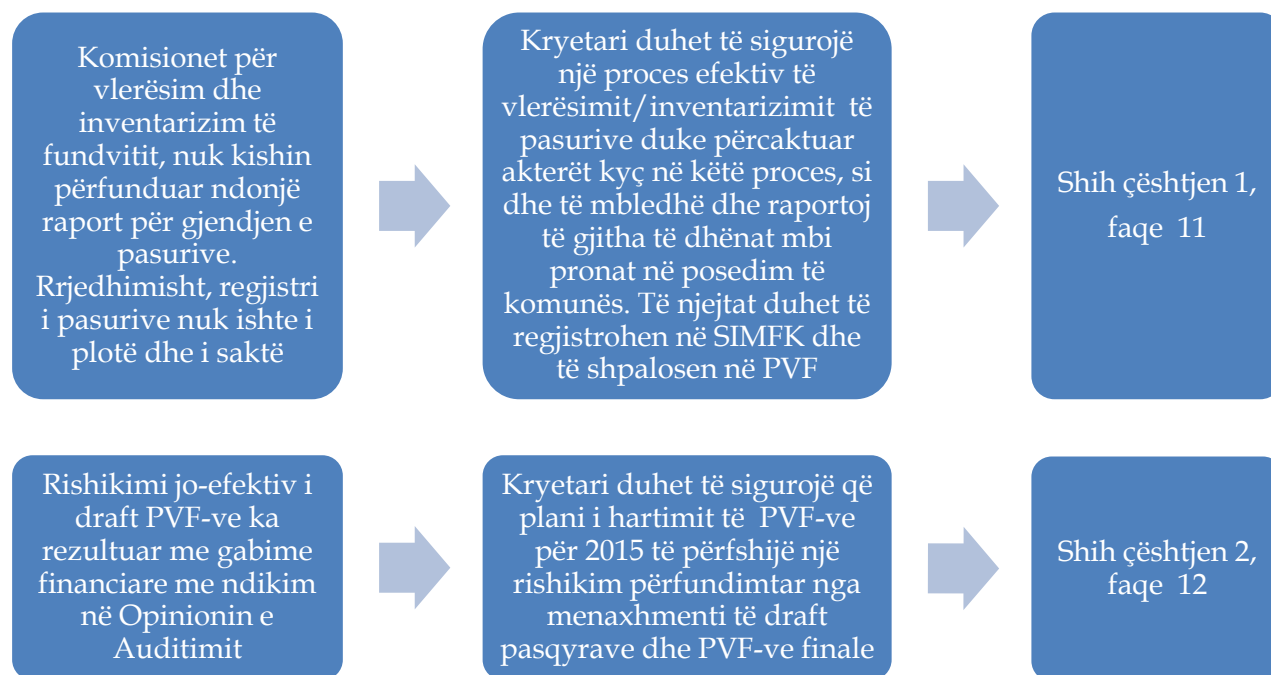 Komisionet për
vlerësim dhe
inventarizim të
fundvitit, nuk kishin
përfunduar ndonjë
raport për gjendjen e
pasurive.
Rrjedhimisht, regjistri
i pasurive nuk ishte i
plotë dhe i saktë
Kryetari duhet të sigurojë
një proces efektiv të
vlerësimit/inventarizimit të
pasurive duke përcaktuar
akterët kyç në këtë proces, si
dhe të mbledhë dhe raportoj
të gjitha të dhënat mbi
pronat në posedim të
komunës. Të njejtat duhet të
regjistrohen në SIMFK dhe
të shpalosen në PVF
Shih çështjen 1,
faqe 11
Rishikimi jo-efektiv i
draft PVF-ve ka
rezultuar me gabime
financiare me ndikim
në Opinionin e
Auditimit
Kryetari duhet të sigurojë që
plani i hartimit të PVF-ve
për 2015 të përfshijë një
rishikim përfundimtar nga
menaxhmenti të draft
pasqyrave dhe PVF-ve finale
Shih çështjen 2,
faqe 12